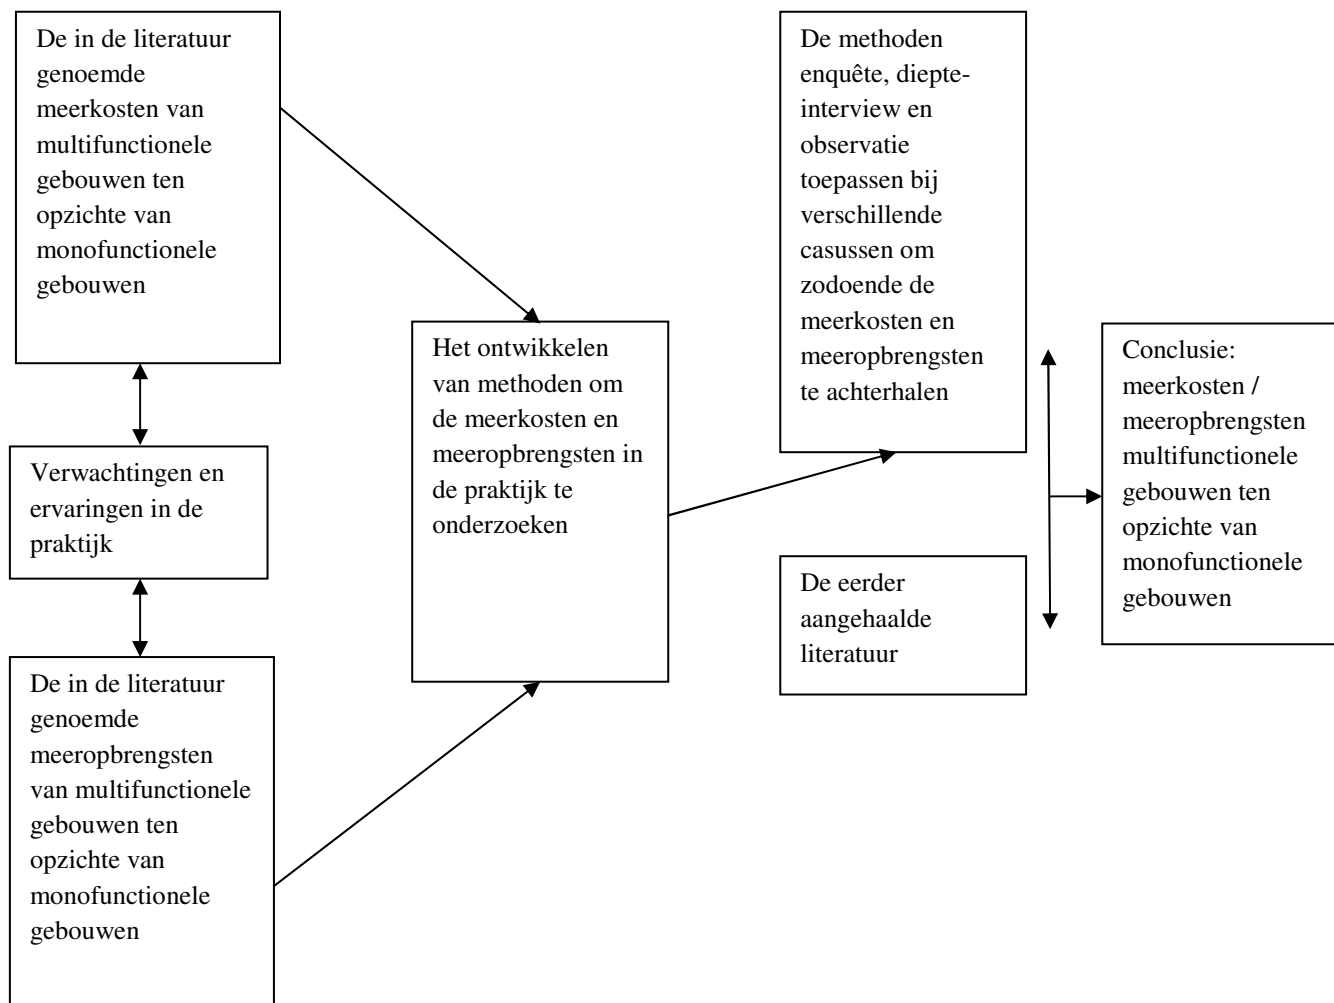 De in de literatuur
genoemde
meerkosten van
multifunctionele
gebouwen ten
opzichte van
monofunctionele
gebouwen
Verwachtingen en
ervaringen in de
praktijk
De in de literatuur
genoemde
meeropbrengsten
van multifunctionele
gebouwen ten
opzichte van
monofunctionele
gebouwen
Het ontwikkelen
van methoden om
de meerkosten en
meeropbrengsten in
de praktijk te
onderzoeken
De methoden
enquête, diepte-
interview en
observatie
toepassen bij
verschillende
casussen om
zodoende de
meerkosten en
meeropbrengsten
te achterhalen
De eerder
aangehaalde
literatuur
Conclusie:
meerkosten /
meeropbrengsten
multifunctionele
gebouwen ten
opzichte van
monofunctionele
gebouwen